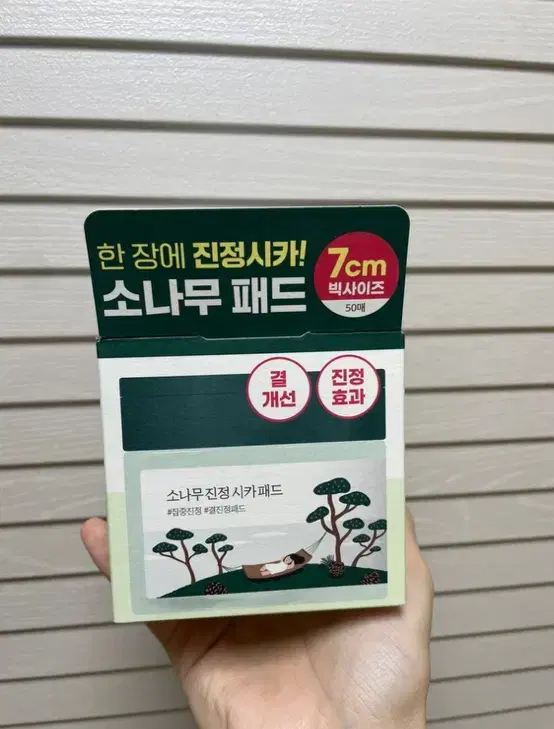 한 장에 진정시카!
소나무 패드
7cm
빅사이즈
50매
결
개선
진정
효과
소나무 진정 시카 패드
#집중진정 #결진정패드